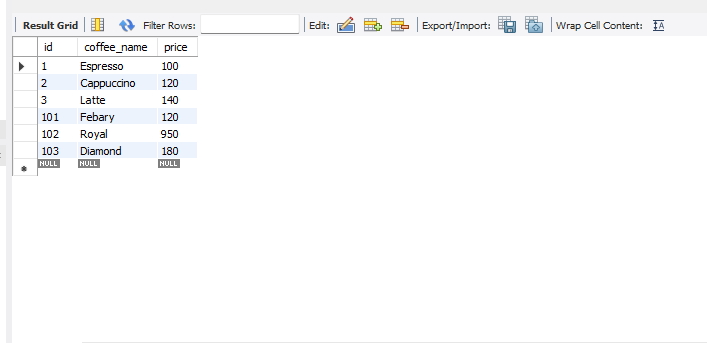 Result Grid Filter Rows: Edit: Export/Import: Wrap Cell Content: IA
id coffee_name price
1 Espresso 100
2 Cappuccino 120
3 Latte 140
101 Febary 120
102 Royal 950
103 Diamond 180
NULL NULL NULL